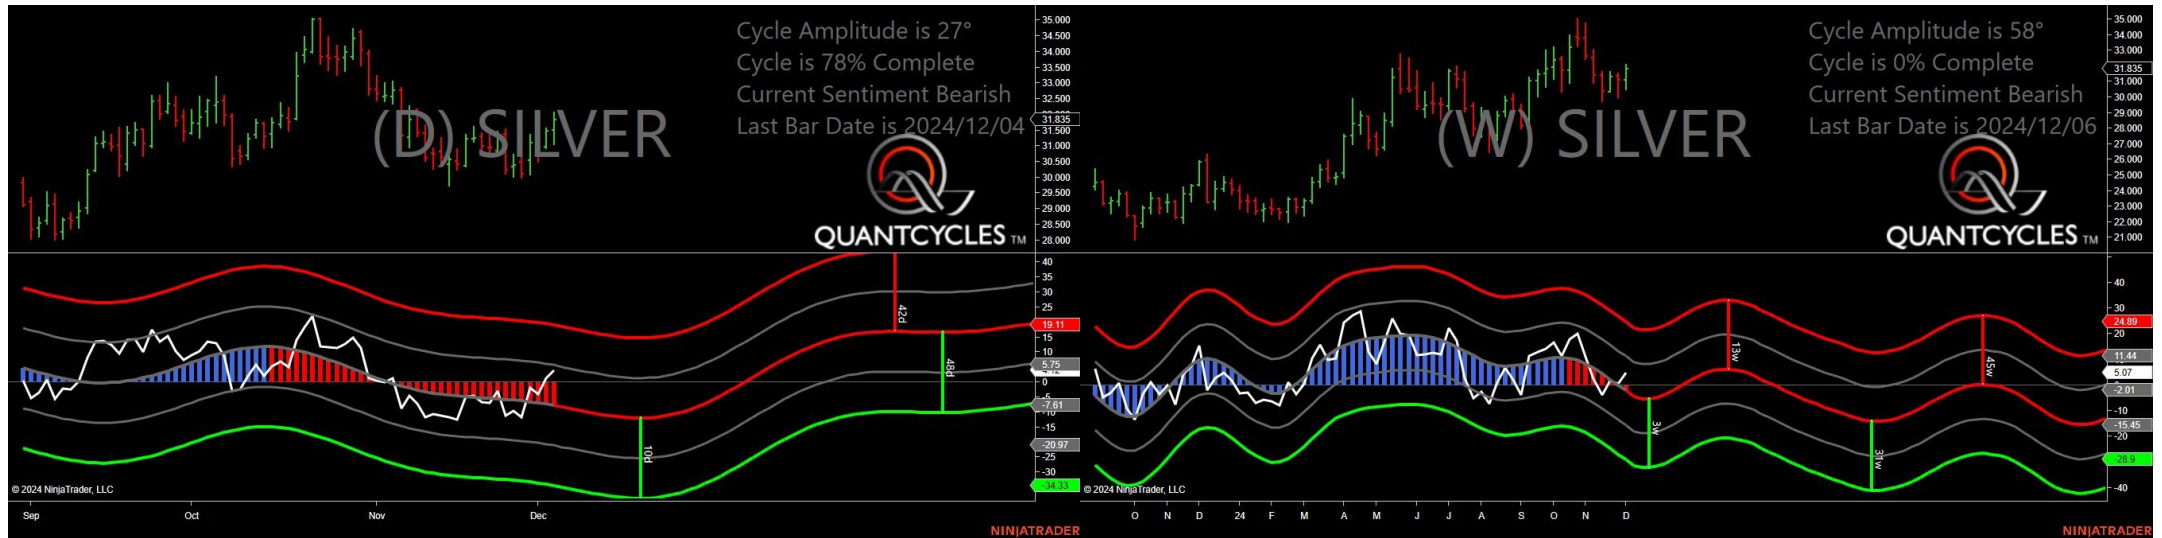 Cycle Amplitude is 27°
Cycle is 78% Complete
Current Sentiment Bearish
Last Bar Date is 2024/12/04
(D) SILVER
QUANTCYCLES TM
35.000
34.500
34.000
33.500
33.000
32.500
31.835
31.500
31.000
30.500
30.000
29.500
29.000
28.500
28.000
40
35
30
25
19.11
15
10
5.75
0
-5
-7.61
-10
-15
-20.97
-25
-30
-34.33
42d
48d
10d
© 2024 NinjaTrader, LLC
Sep Oct Nov Dec
NINJATRADER
Cycle Amplitude is 58°
Cycle is 0% Complete
Current Sentiment Bearish
Last Bar Date is 2024/12/06
(W) SILVER
QUANTCYCLES TM
35.000
34.000
33.000
31.835
31.000
30.000
29.000
28.000
27.000
26.000
25.000
24.000
23.000
22.000
21.000
40
30
24.89
20
11.44
5.07
-2.01
-10
-15.45
-20
-28.9
-40
13w
45w
3w
31w
© 2024 NinjaTrader, LLC
O N D 24 F M A M J J A S O N D
NINJATRADER